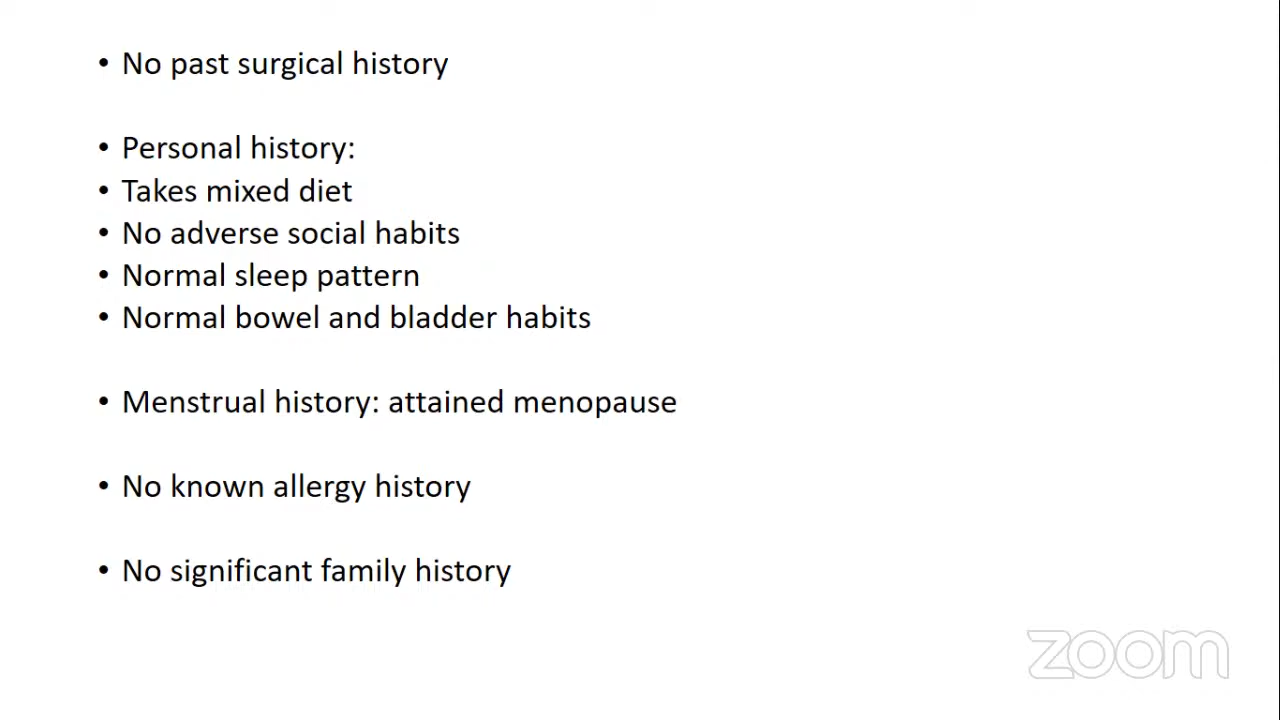 • No past surgical history
• Personal history:
• Takes mixed diet
• No adverse social habits
• Normal sleep pattern
• Normal bowel and bladder habits
• Menstrual history: attained menopause
• No known allergy history
• No significant family history
zoom